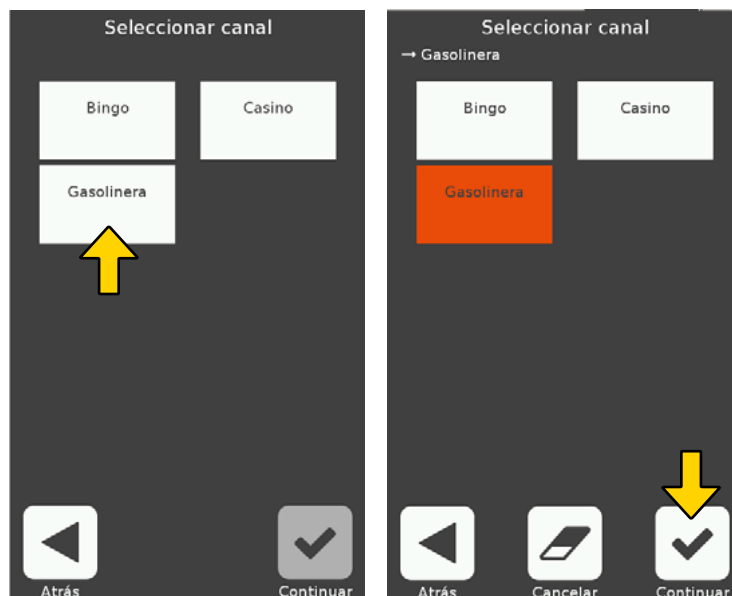 Seleccionar canal
Bingo
Casino
Gasolinera
Atrás
Continuar
Seleccionar canal
→ Gasolinera
Bingo
Casino
Gasolinera
Atrás
Cancelar
Continuar